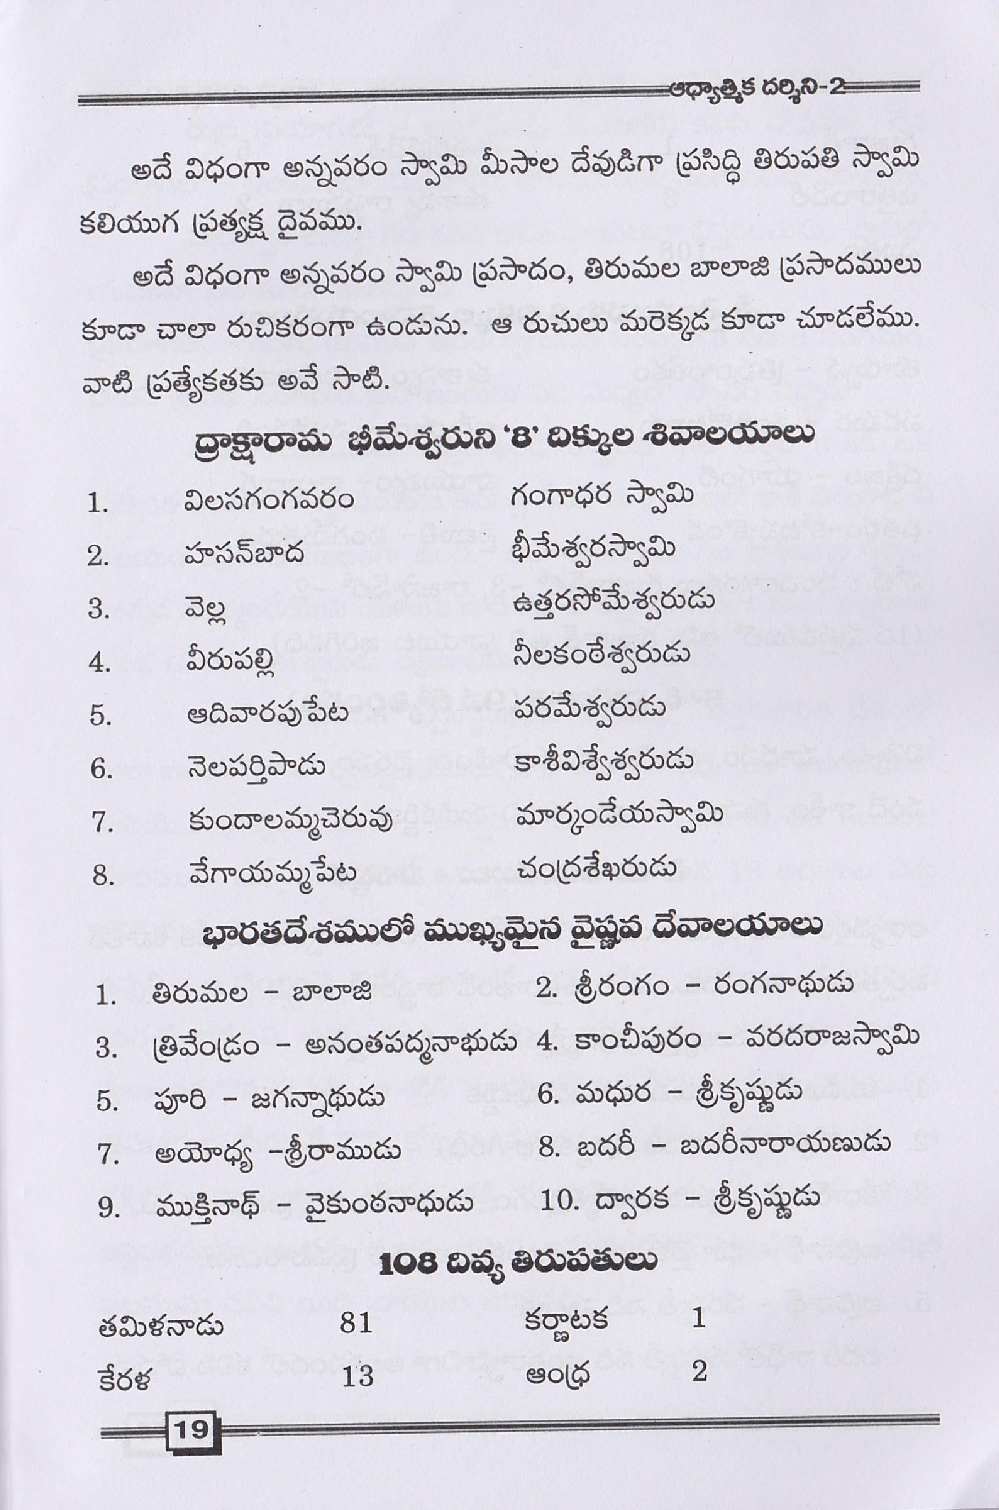 ఆధ్యాత్మిక దర్శిని-2
అదే విధంగా అన్నవరం స్వామి మీసాల దేవుడిగా ప్రసిద్ధి తిరుపతి స్వామి
కలియుగ ప్రత్యక్ష దైవము.
అదే విధంగా అన్నవరం స్వామి ప్రసాదం, తిరుమల బాలాజి ప్రసాదములు
కూడా చాలా రుచికరంగా ఉండును. ఆ రుచులు మరెక్కడ కూడా చూడలేము.
వాటి ప్రత్యేకతకు అవే సాటి.
ద్రాక్షారామ భీమేశ్వరుని '8' దిక్కుల శివాలయాలు
1. విలసగంగవరం గంగాధర స్వామి
2. హసన్‌బాద భీమేశ్వరస్వామి
3. వెల్ల ఉత్తరసోమేశ్వరుడు
4. వీరుపల్లి నీలకంఠేశ్వరుడు
5. ఆదివారపుపేట పరమేశ్వరుడు
6. నెలపర్తిపాడు కాశీవిశ్వేశ్వరుడు
7. కుందాలమ్మచెరువు మార్కండేయస్వామి
8. వేగాయమ్మపేట చంద్రశేఖరుడు
భారతదేశములో ముఖ్యమైన వైష్ణవ దేవాలయాలు
1. తిరుమల - బాలాజి 2. శ్రీరంగం - రంగనాథుడు
3. త్రివేండ్రం - అనంతపద్మనాభుడు 4. కాంచీపురం - వరదరాజస్వామి
5. పూరి - జగన్నాథుడు 6. మధుర - శ్రీకృష్ణుడు
7. అయోధ్య -శ్రీరాముడు 8. బదరీ - బదరీనారాయణుడు
9. ముక్తినాథ్ - వైకుంఠనాధుడు 10. ద్వారక - శ్రీకృష్ణుడు
108 దివ్య తిరుపతులు
తమిళనాడు 81 కర్ణాటక 1
కేరళ 13 ఆంధ్ర 2
19